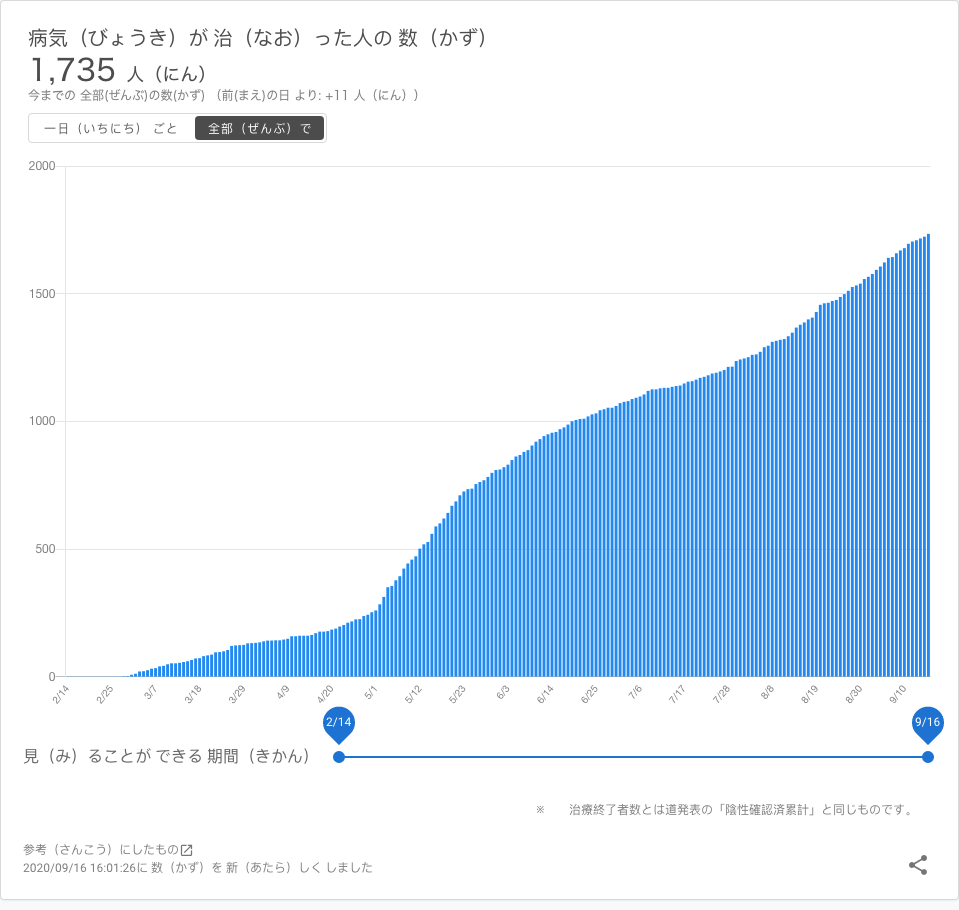 病気（びょうき）が 治（なお）った人の 数（かず）
1,735 人（にん）
今までの 全部(ぜんぶ)の数(かず) （前(まえ)の日 より: +11 人（にん））
一日（いちにち） ごと 全部（ぜんぶ）で
2000
1500
1000
500
0
2/14 2/25 3/7 3/18 3/29 4/9 4/20 5/1 5/12 5/23 6/3 6/14 6/25 7/6 7/17 7/28 8/8 8/19 8/30 9/10
2/14 9/16
見（み）ることが できる 期間（きかん）
※ 治療終了者数とは道発表の「陰性確認済累計」と同じものです。
参考（さんこう）にしたもの
2020/09/16 16:01:26に 数（かず）を 新（あたら）しく しました